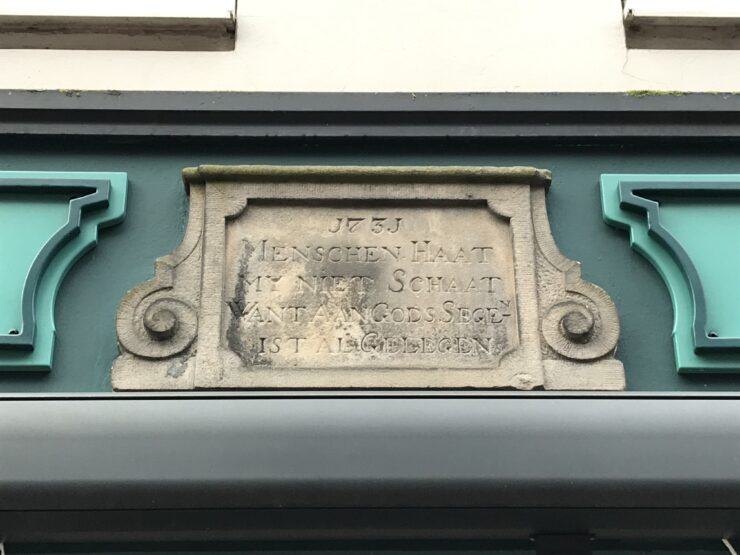 1731
MENSCHEN HAAT
MY NIET SCHAAT
WANT AAN GODS SEGEN
IST AL GELEGEN